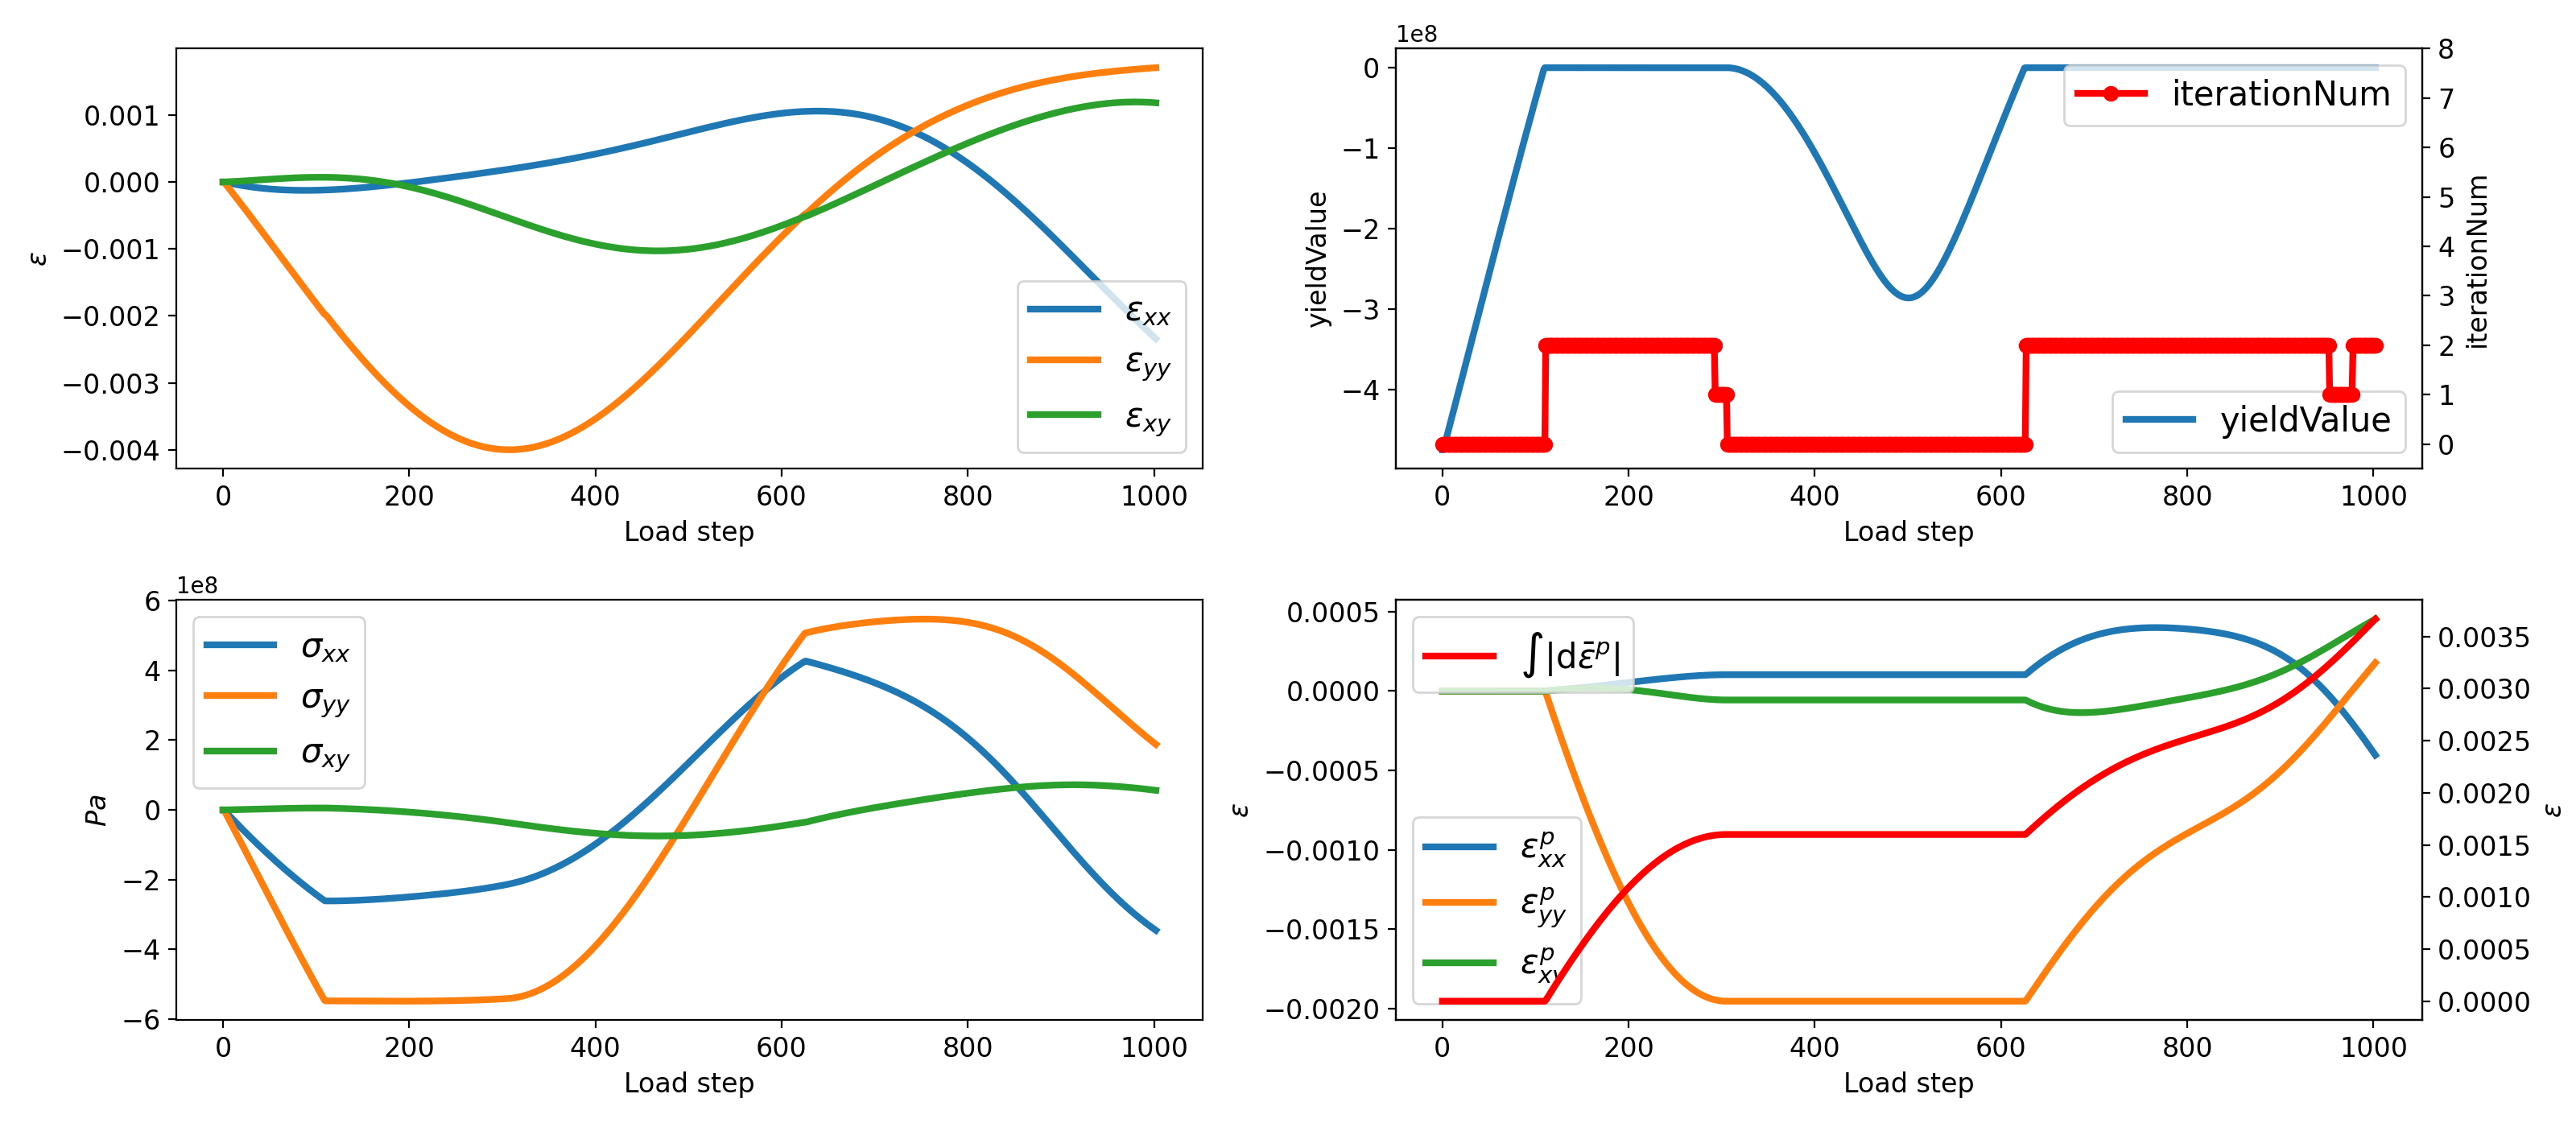 0.001
0.000
−0.001
−0.002
−0.003
−0.004
ε
ε_xx
ε_yy
ε_xy
0 200 400 600 800 1000
Load step
1e8
0
−1
−2
−3
−4
yieldValue
iterationNum
yieldValue
8
7
6
5
4
3
2
1
0
iterationNum
0 200 400 600 800 1000
Load step
1e8
6
4
2
0
−2
−4
−6
Pa
σ_xx
σ_yy
σ_xy
0 200 400 600 800 1000
Load step
0.0005
0.0000
−0.0005
−0.0010
−0.0015
−0.0020
ε
∫|dε̄^p|
ε^p_xx
ε^p_yy
ε^p_xy
0.0035
0.0030
0.0025
0.0020
0.0015
0.0010
0.0005
0.0000
ε
0 200 400 600 800 1000
Load step